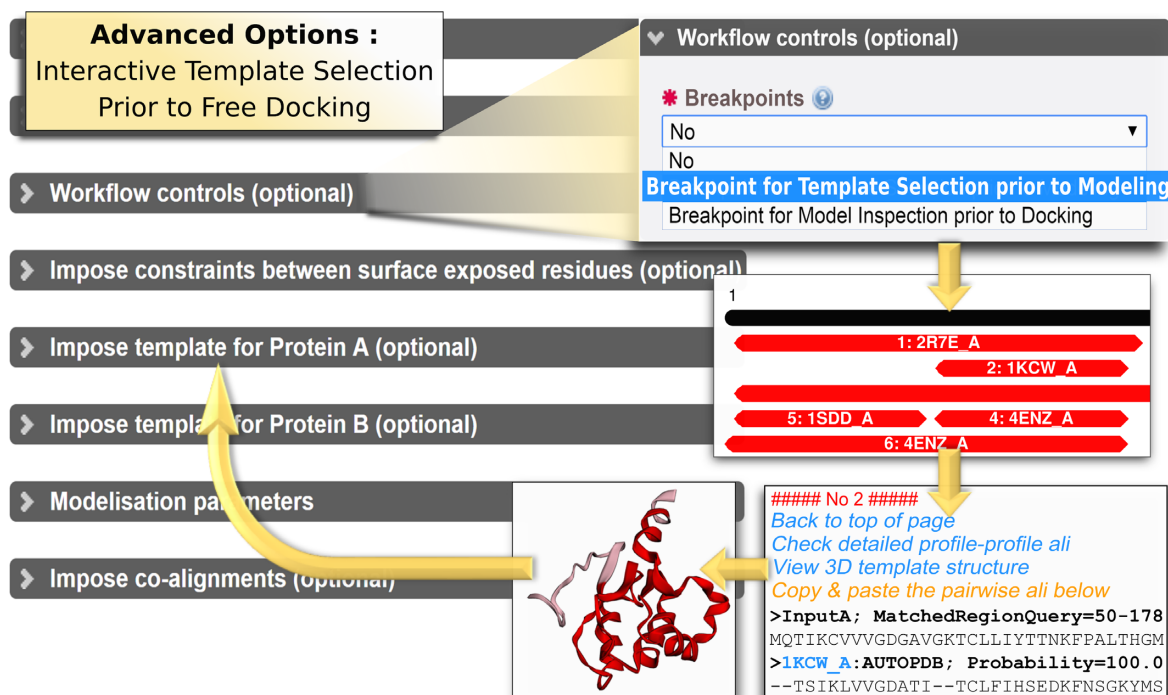 Advanced Options :
Interactive Template Selection
Prior to Free Docking
Workflow controls (optional)
Breakpoints
No
No
Breakpoint for Template Selection prior to Modeling
Breakpoint for Model Inspection prior to Docking
Workflow controls (optional)
Impose constraints between surface exposed residues (optional)
Impose template for Protein A (optional)
Impose template for Protein B (optional)
Modelisation parameters
Impose co-alignments (optional)
1
1: 2R7E_A
2: 1KCW_A
5: 1SDD_A 4: 4ENZ_A
6: 4ENZ_A
##### No 2 #####
Back to top of page
Check detailed profile-profile ali
View 3D template structure
Copy & paste the pairwise ali below
>InputA; MatchedRegionQuery=50-178
MQTIKCVVVGDGAVGKTCLLIYTTNKFPALTHGM
>1KCW_A:AUTOPDB; Probability=100.0
--TSIKLVVGDATI--TCLFIHSEDKFNSGKYMS